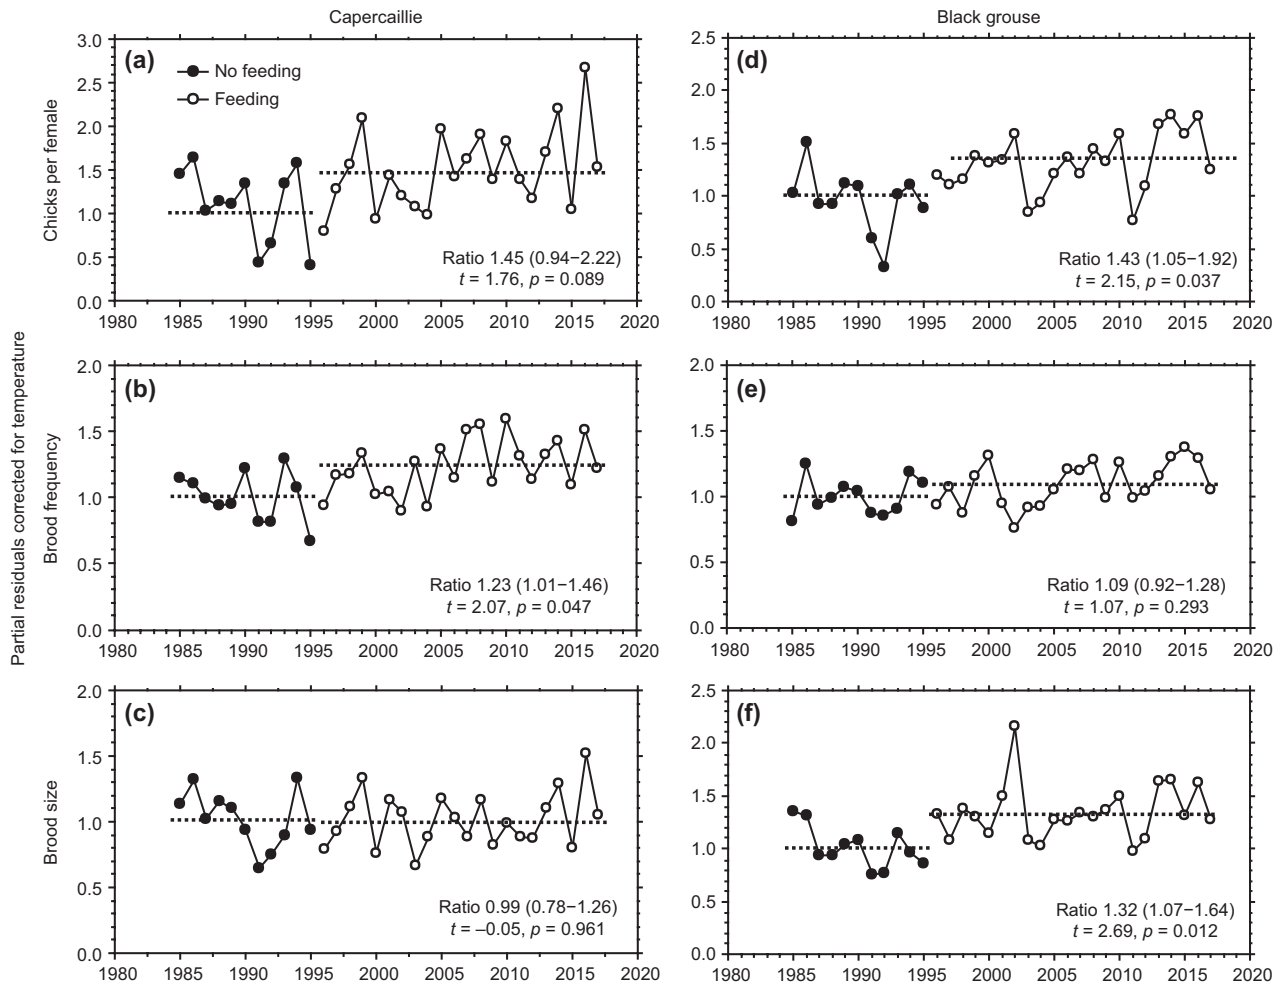 Capercaillie
Black grouse
Partial residuals corrected for temperature
Chicks per female
(a)
No feeding
Feeding
3.0
2.5
2.0
1.5
1.0
0.5
0.0
Ratio 1.45 (0.94−2.22)
t = 1.76, p = 0.089
1980 1985 1990 1995 2000 2005 2010 2015 2020
(d)
2.5
2.0
1.5
1.0
0.5
0.0
Ratio 1.43 (1.05−1.92)
t = 2.15, p = 0.037
1980 1985 1990 1995 2000 2005 2010 2015 2020
Brood frequency
(b)
2.0
1.5
1.0
0.5
0.0
Ratio 1.23 (1.01−1.46)
t = 2.07, p = 0.047
1980 1985 1990 1995 2000 2005 2010 2015 2020
(e)
2.0
1.5
1.0
0.5
0.0
Ratio 1.09 (0.92−1.28)
t = 1.07, p = 0.293
1980 1985 1990 1995 2000 2005 2010 2015 2020
Brood size
(c)
2.0
1.5
1.0
0.5
0.0
Ratio 0.99 (0.78−1.26)
t = –0.05, p = 0.961
1980 1985 1990 1995 2000 2005 2010 2015 2020
(f)
2.5
2.0
1.5
1.0
0.5
0.0
Ratio 1.32 (1.07−1.64)
t = 2.69, p = 0.012
1980 1985 1990 1995 2000 2005 2010 2015 2020